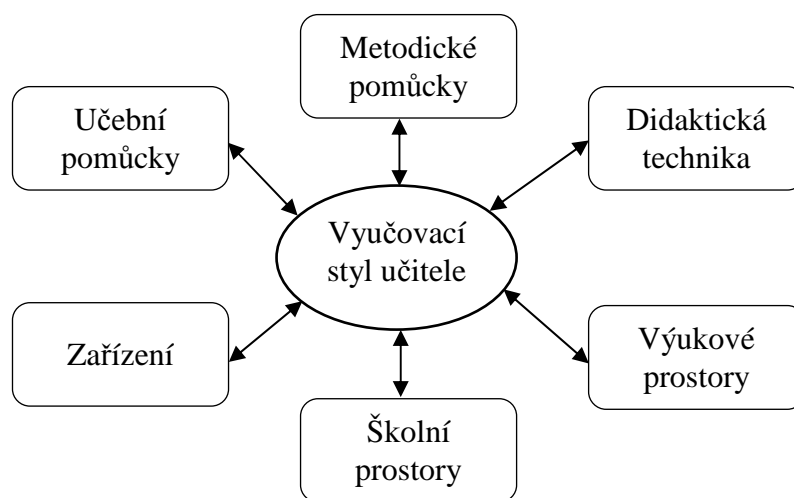 Metodické
pomůcky
Učební
pomůcky
Didaktická
technika
Vyučovací
styl učitele
Zařízení
Výukové
prostory
Školní
prostory